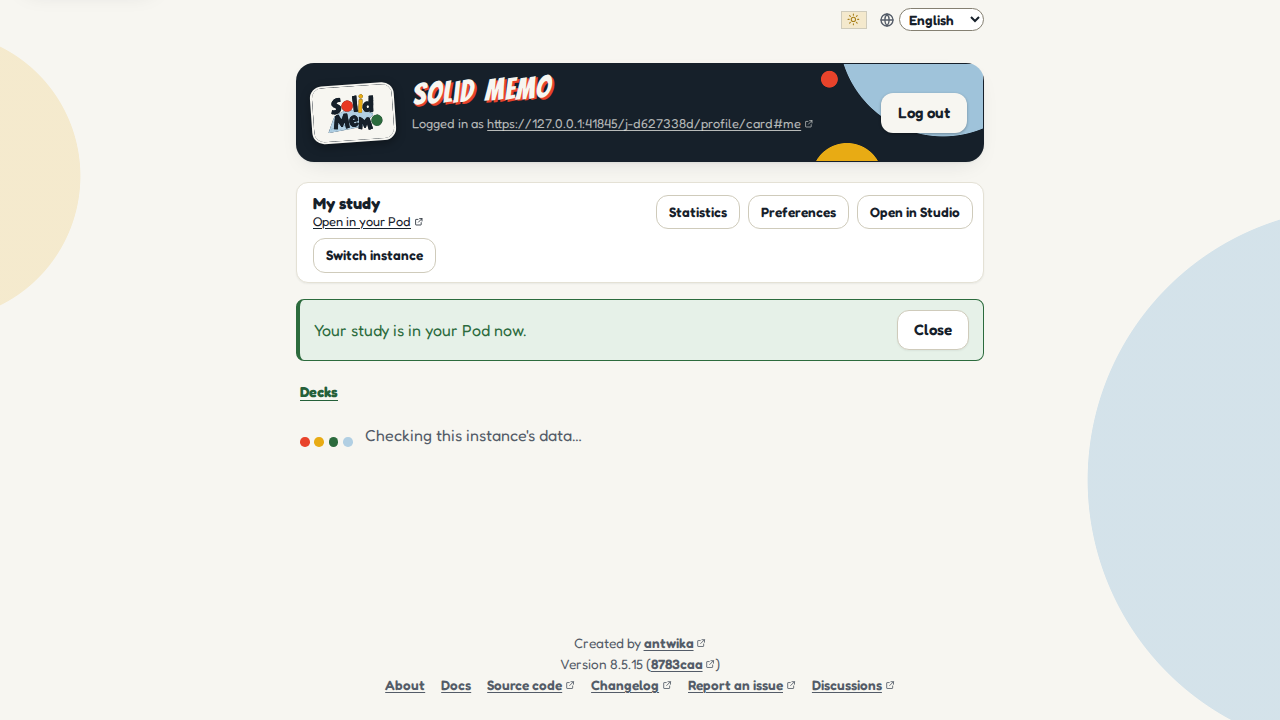 English
Solid Memo
SOLID MEMO
Logged in as https://127.0.0.1:41845/j-d627338d/profile/card#me
Log out
My study
Open in your Pod
Statistics
Preferences
Open in Studio
Switch instance
Your study is in your Pod now.
Close
Decks
Checking this instance's data...
Created by antwika
Version 8.5.15 (8783caa)
About Docs Source code Changelog Report an issue Discussions